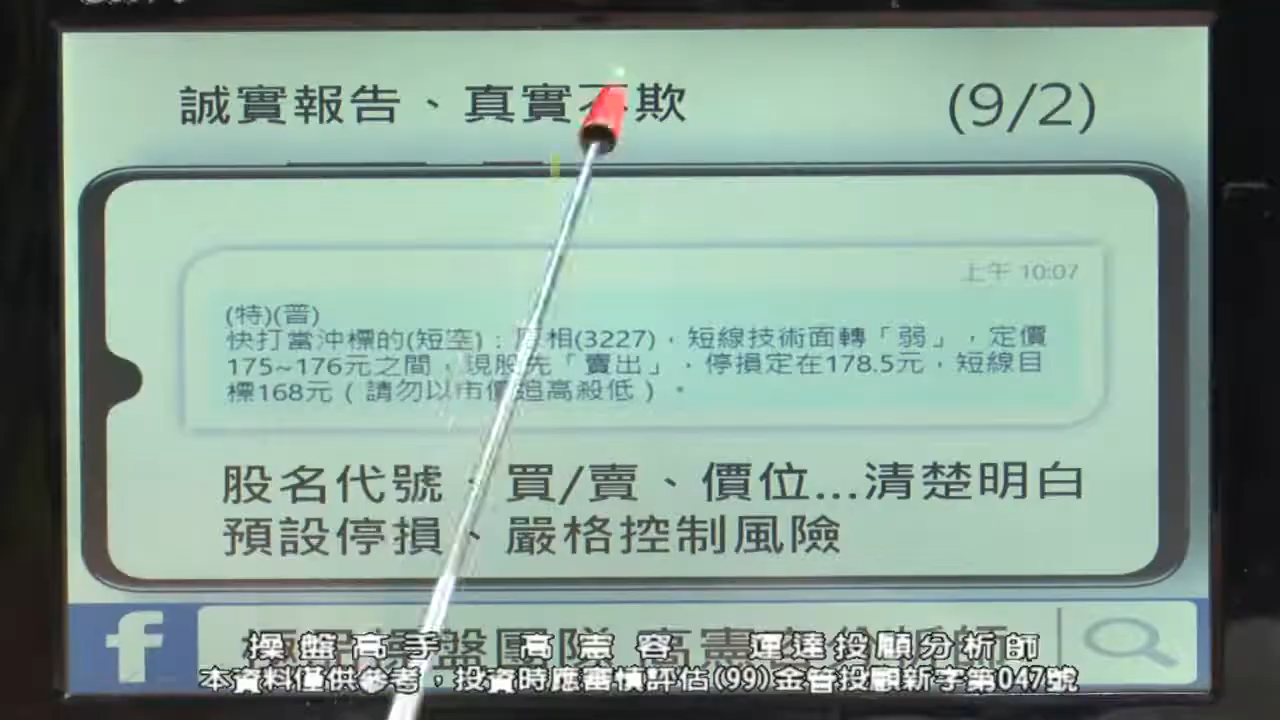 誠實報告、真實不欺 (9/2)
上午 10:07
(特)(普)
快打當沖標的(短空)：原相(3227)，短線技術面轉「弱」，定價
175~176元之間，現股先「賣出」，停損定在178.5元，短線目
標168元（請勿以市價追高殺低）。
股名代號、買/賣、價位...清楚明白
預設停損、嚴格控制風險
f
操盤高手 高憲容 運達投顧分析師
本資料僅供參考，投資時應審慎評估(99)金管投顧新字第047號